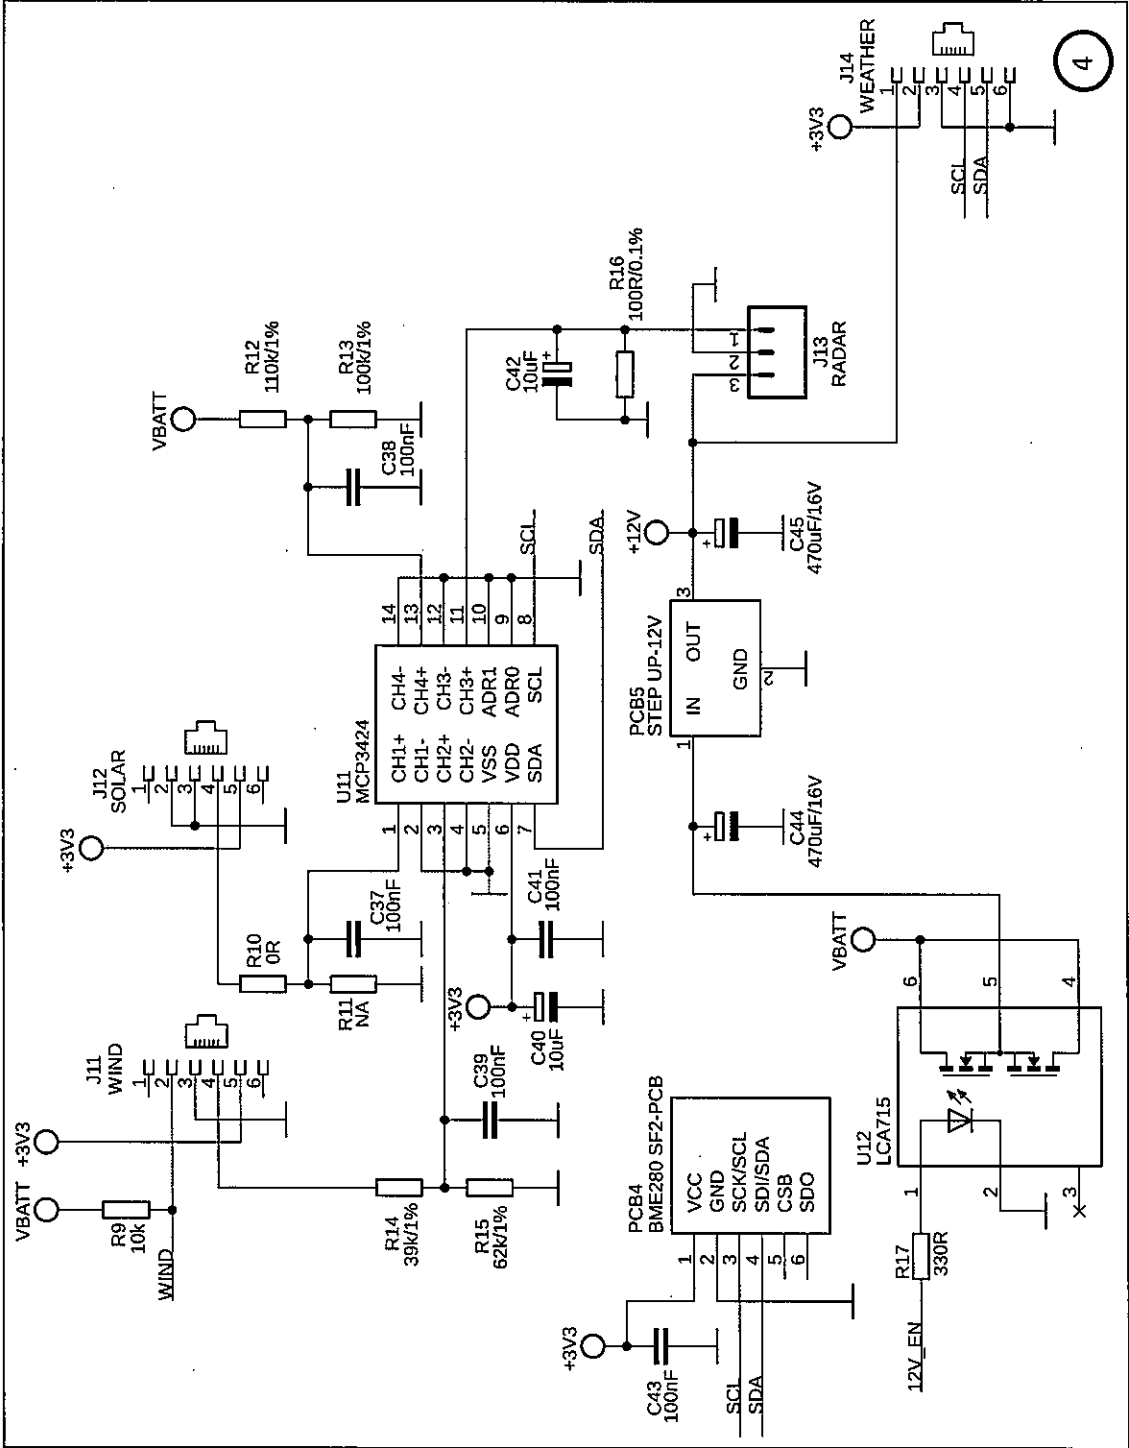 VBATT
+3V3
R9
10k
WIND
J11
WIND
1
2
3
4
5
6
R14
39k/1%
R15
62k/1%
C39
100nF
+3V3
C40
10uF
C41
100nF
R10
0R
R11
NA
C37
100nF
+3V3
J12
SOLAR
1
2
3
4
5
6
U11
MCP3424
1
2
3
4
5
6
7
CH1+
CH1-
CH2+
CH2-
VSS
VDD
SDA
CH4-
CH4+
CH3-
CH3+
ADR1
ADR0
SCL
14
13
12
11
10
9
8
SCL
SDA
VBATT
R12
110k/1%
R13
100k/1%
C38
100nF
C42
10uF
+
R16
100R/0.1%
1
2
3
J13
RADAR
+3V3
J14
WEATHER
1
2
3
4
5
6
SCL
SDA
4
+3V3
C43
100nF
SCL
SDA
PCB4
BME280 SF2-PCB
1
2
3
4
5
6
VCC
GND
SCK/SCL
SDI/SDA
CSB
SDO
12V_EN
R17
330R
U12
LCA715
1
2
3
6
5
4
VBATT
+
C44
470uF/16V
PCB5
STEP UP-12V
1
IN
OUT
GND
2
3
+12V
+
C45
470uF/16V
+